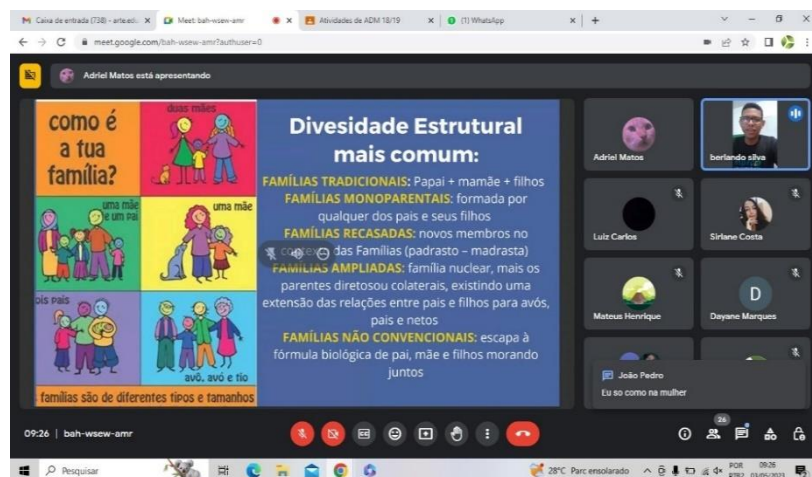 Caixa de entrada (738) - arte.edu
Meet: bah-wsew-amr
Atividades de ADM 18/19
(1) WhatsApp
meet.google.com/bah-wsew-amr?authuser=0
Adriel Matos está apresentando
como é
a tua
família?
duas mães
uma mãe
e um pai
uma mãe
ois pais
avô, avó e tio
famílias são de diferentes tipos e tamanhos
Divesidade Estrutural
mais comum:
FAMÍLIAS TRADICIONAIS: Papai + mamãe + filhos
FAMÍLIAS MONOPARENTAIS: formada por
qualquer dos pais e seus filhos
FAMÍLIAS RECASADAS: novos membros no
das Famílias (padrasto – madrasta)
FAMÍLIAS AMPLIADAS: família nuclear, mais os
parentes diretosou colaterais, existindo uma
extensão das relações entre pais e filhos para avós,
pais e netos
FAMÍLIAS NÃO CONVENCIONAIS: escapa à
fórmula biológica de pai, mãe e filhos morando
juntos
Adriel Matos
berlando silva
Luiz Carlos
Sirlane Costa
Mateus Henrique
D
Dayane Marques
João Pedro
Eu so como na mulher
09:26 | bah-wsew-amr
26
Pesquisar
28°C Parc ensolarado
POR
09:26
PTB2
03/05/2023